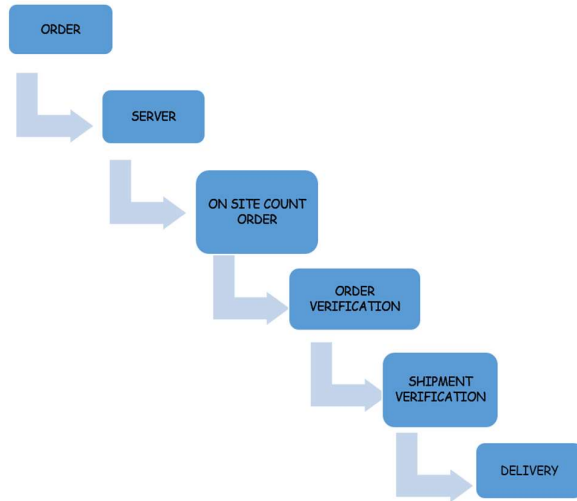 ORDER
SERVER
ON SITE COUNT
ORDER
ORDER
VERIFICATION
SHIPMENT
VERIFICATION
DELIVERY